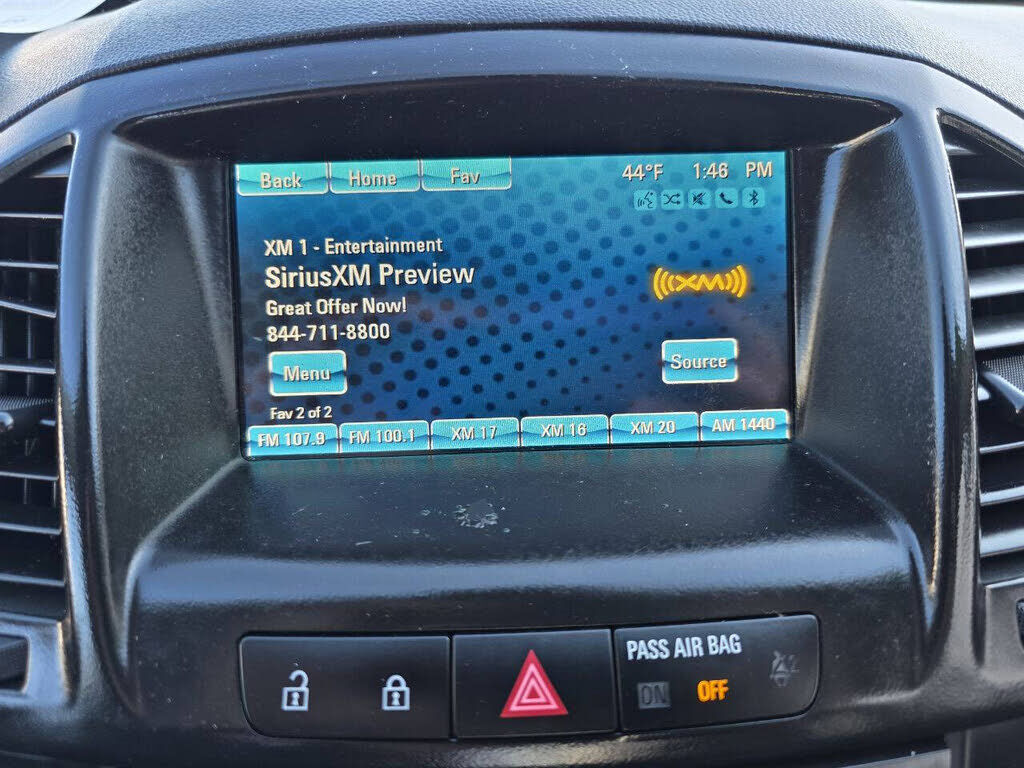 Back Home Fav 44°F 1:46 PM
XM 1 - Entertainment
SiriusXM Preview
Great Offer Now!
844-711-8800
(((XM)))
Menu Source
Fav 2 of 2
FM 107.9 FM 100.1 XM 17 XM 16 XM 20 AM 1440
PASS AIR BAG
ON OFF